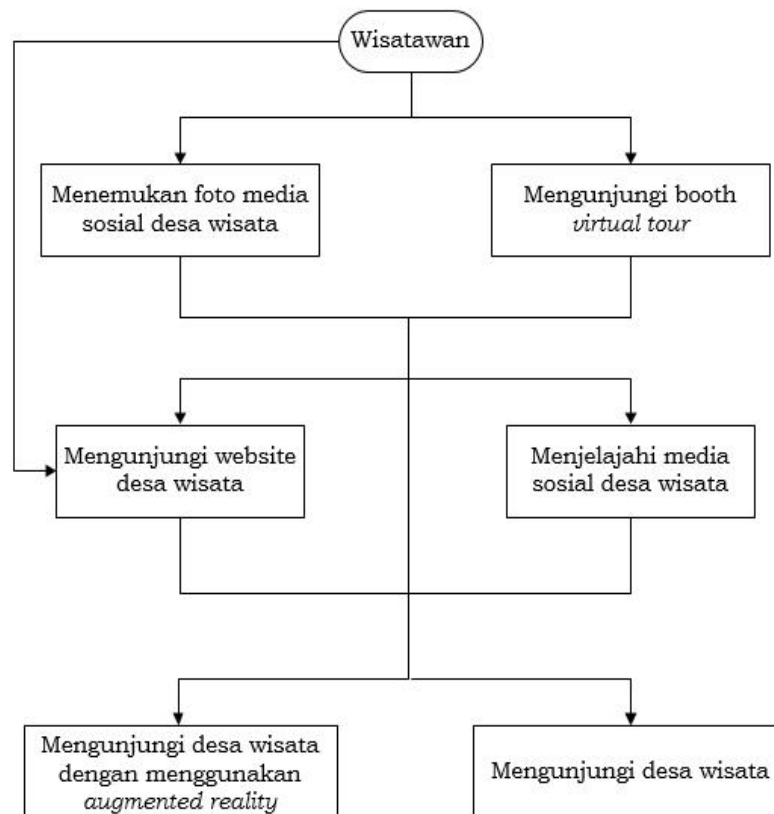 Wisatawan
Menemukan foto media
sosial desa wisata
Mengunjungi booth
virtual tour
Mengunjungi website
desa wisata
Menjelajahi media
sosial desa wisata
Mengunjungi desa wisata
dengan menggunakan
augmented reality
Mengunjungi desa wisata